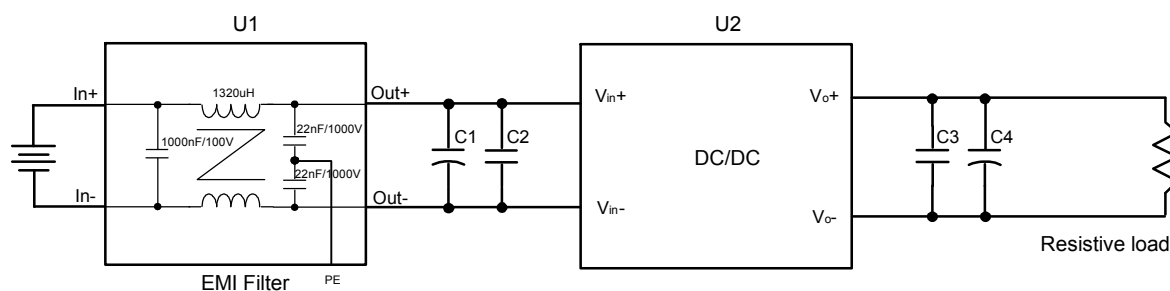 U1
U2
In+
1320uH
Out+
Vin+
Vo+
1000nF/100V
22nF/1000V
C1
C2
DC/DC
C3
C4
22nF/1000V
In-
Out-
Vin-
Vo-
Resistive load
EMI Filter
PE